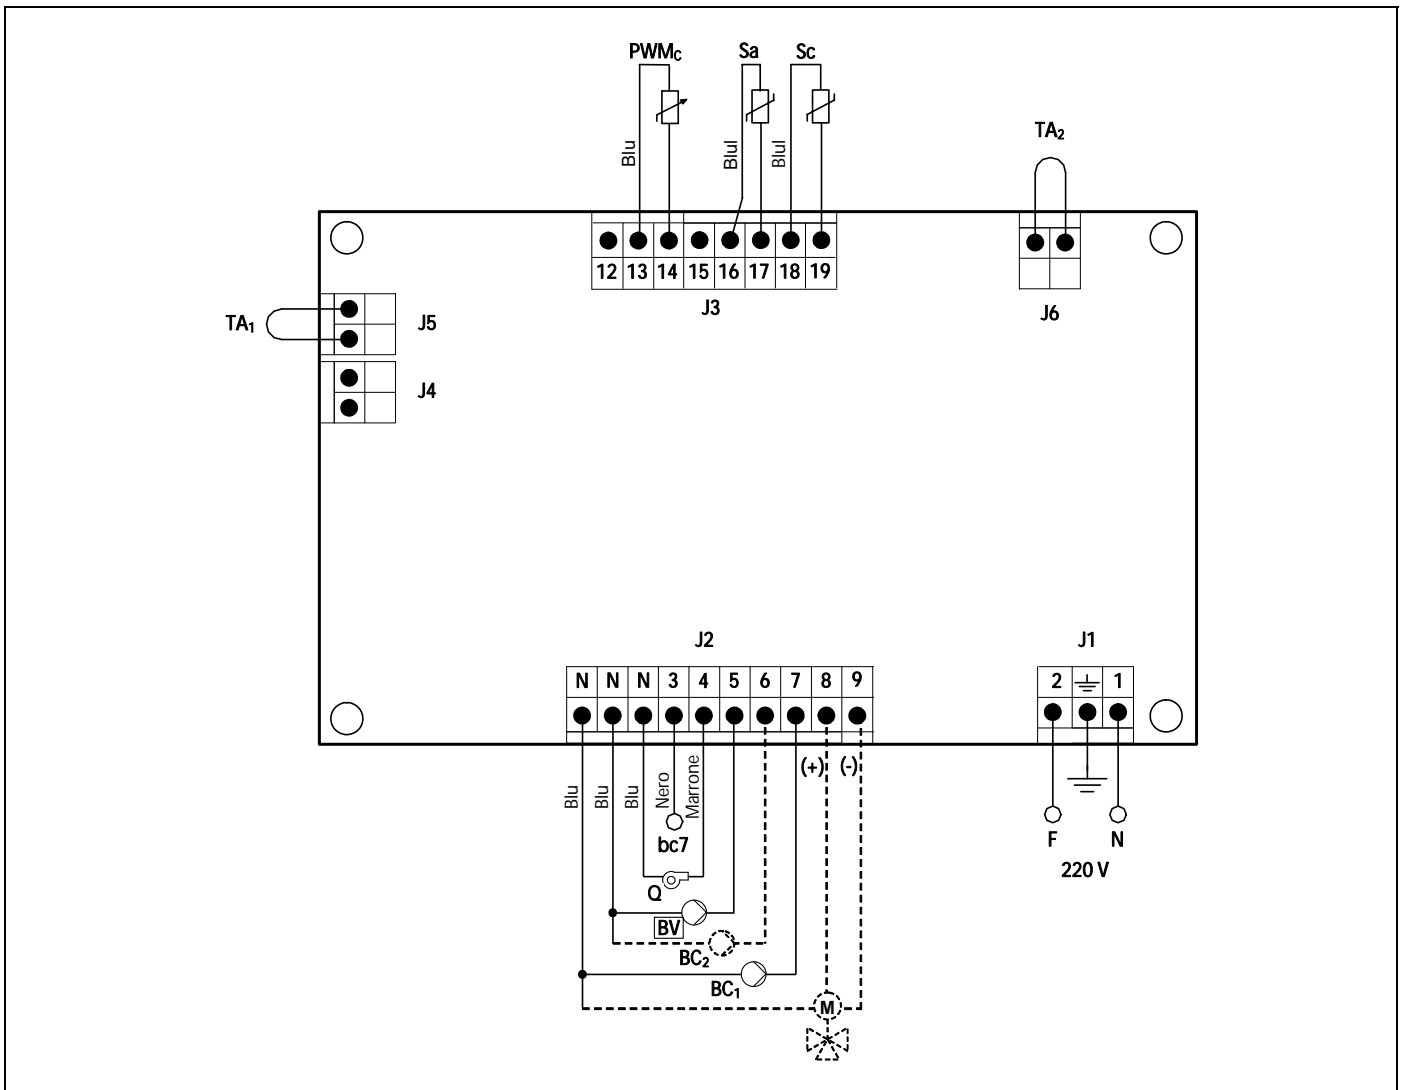 PWMC Sa Sc
TA2
Blu Blul Blul
12 13 14 15 16 17 18 19
J3
J6
TA1
J5
J4
J2
J1
N N N 3 4 5 6 7 8 9
2 1
(+) (-)
Blu Blu Blu Nero Marrone
bc7
F N
220 V
Q
BV
BC2
BC1
M